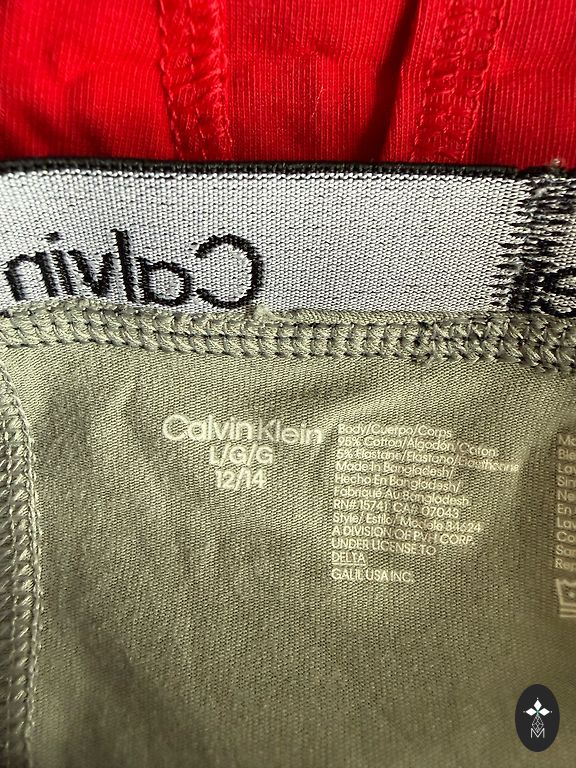 Calvin
Calvin Klein
L/G/G
12/14
Body/Cuerpo/Corps
95% Cotton/Algodon/Coton
5% Elastane/Elastano/Elasthanne
Made In Bangladesh/
Hecho En Bangladesh/
Fabriqué Au Bangladesh
RN# 15741 CA# 07043
Style/ Estilo/ Modèle 84624
A DIVISION OF PVH CORP.
UNDER LICENSE TO
DELTA
GALIL USA INC.
M